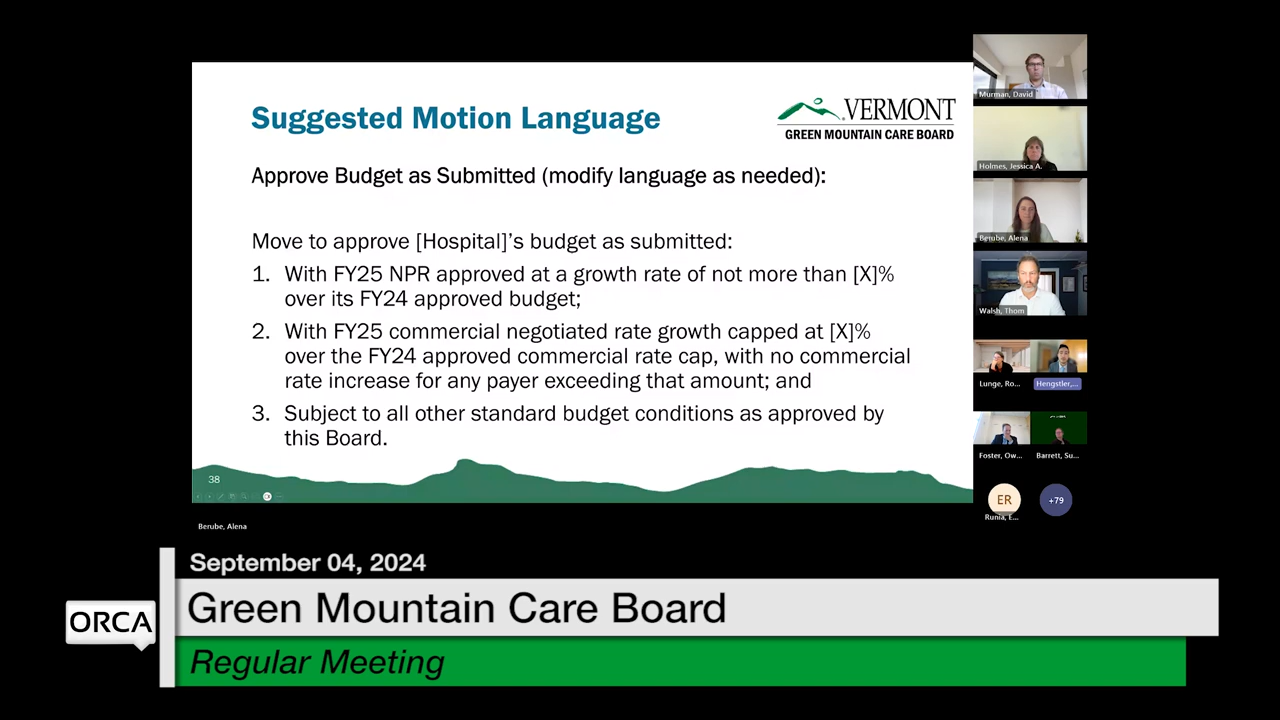 Suggested Motion Language
VERMONT
GREEN MOUNTAIN CARE BOARD
Approve Budget as Submitted (modify language as needed):
Move to approve [Hospital]'s budget as submitted:
1. With FY25 NPR approved at a growth rate of not more than [X]%
over its FY24 approved budget;
2. With FY25 commercial negotiated rate growth capped at [X]%
over the FY24 approved commercial rate cap, with no commercial
rate increase for any payer exceeding that amount; and
3. Subject to all other standard budget conditions as approved by
this Board.
38
Berube, Alena
Murman, David
Holmes, Jessica A.
Berube, Alena
Walsh, Thom
Lunge, Ro...
Hengstler,...
Foster, Ow...
Barrett, Su...
ER
+79
Runia, E...
September 04, 2024
ORCA
Green Mountain Care Board
Regular Meeting